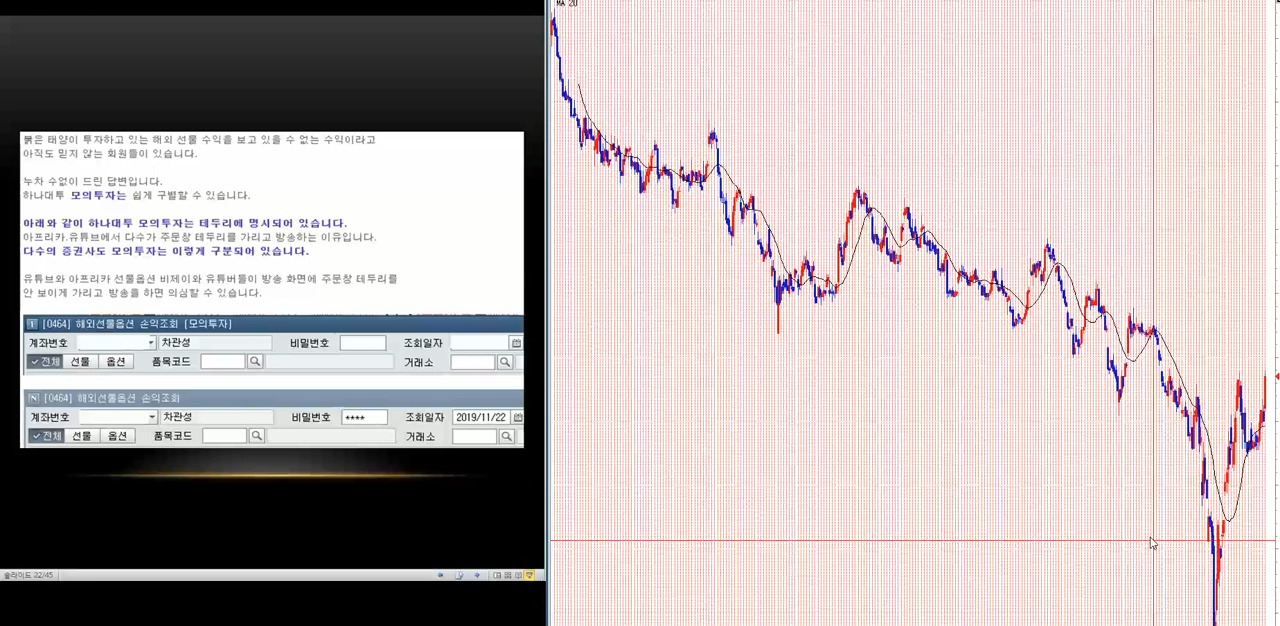 MA 20
붉은 태양이 투자하고 있는 해외 선물 수익을 보고 있을 수 없는 수익이라고
아직도 믿지 않는 회원들이 있습니다.
누차 수없이 드린 답변입니다.
하나대투 모의투자는 쉽게 구별할 수 있습니다.
아래와 같이 하나대투 모의투자는 테두리에 명시되어 있습니다.
아프리카.유튜브에서 다수가 주문창 테두리를 가리고 방송하는 이유입니다.
다수의 증권사도 모의투자는 이렇게 구분되어 있습니다.
유튜브와 아프리카 선물옵션 비제이와 유튜버들이 방송 화면에 주문창 테두리를
안 보이게 가리고 방송을 하면 의심할 수 있습니다.
[0464] 해외선물옵션 손익조회 [모의투자]
계좌번호 차관성 비밀번호 조회일자
전체 선물 옵션 품목코드 거래소
[0464] 해외선물옵션 손익조회
계좌번호 차관성 비밀번호 **** 조회일자 2019/11/22
전체 선물 옵션 품목코드 거래소
슬라이드 22/45